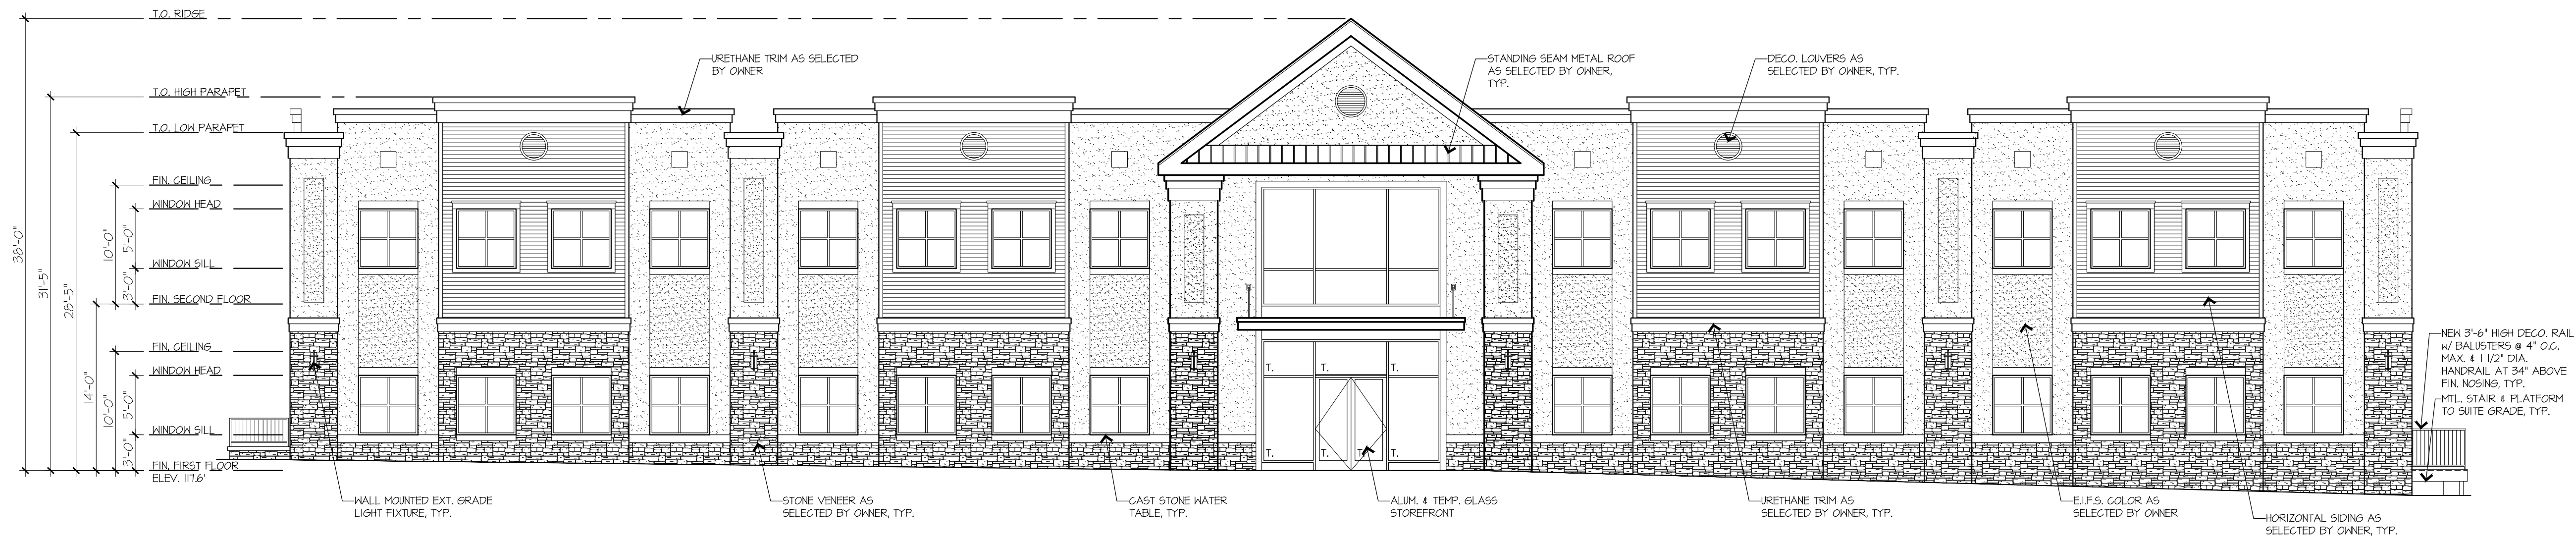 T.O. RIDGE
URETHANE TRIM AS SELECTED
BY OWNER
STANDING SEAM METAL ROOF
AS SELECTED BY OWNER,
TYP.
DECO. LOUVERS AS
SELECTED BY OWNER, TYP.
T.O. HIGH PARAPET
T.O. LOW PARAPET
FIN. CEILING
WINDOW HEAD
WINDOW SILL
FIN. SECOND FLOOR
FIN. CEILING
WINDOW HEAD
WINDOW SILL
FIN. FIRST FLOOR
ELEV. 117.6'
38'-0"
31'-5"
28'-5"
14'-0"
10'-0"
5'-0"
3'-0"
10'-0"
5'-0"
3'-0"
T.
T.
T.
T.
T.
T.
T.
NEW 3'-6" HIGH DECO. RAIL
W/ BALUSTERS @ 4" O.C.
MAX. & 1 1/2" DIA.
HANDRAIL AT 34" ABOVE
FIN. NOSING, TYP.
MTL. STAIR & PLATFORM
TO SUITE GRADE, TYP.
WALL MOUNTED EXT. GRADE
LIGHT FIXTURE, TYP.
STONE VENEER AS
SELECTED BY OWNER, TYP.
CAST STONE WATER
TABLE, TYP.
ALUM. & TEMP. GLASS
STOREFRONT
URETHANE TRIM AS
SELECTED BY OWNER, TYP.
E.I.F.S. COLOR AS
SELECTED BY OWNER
HORIZONTAL SIDING AS
SELECTED BY OWNER, TYP.